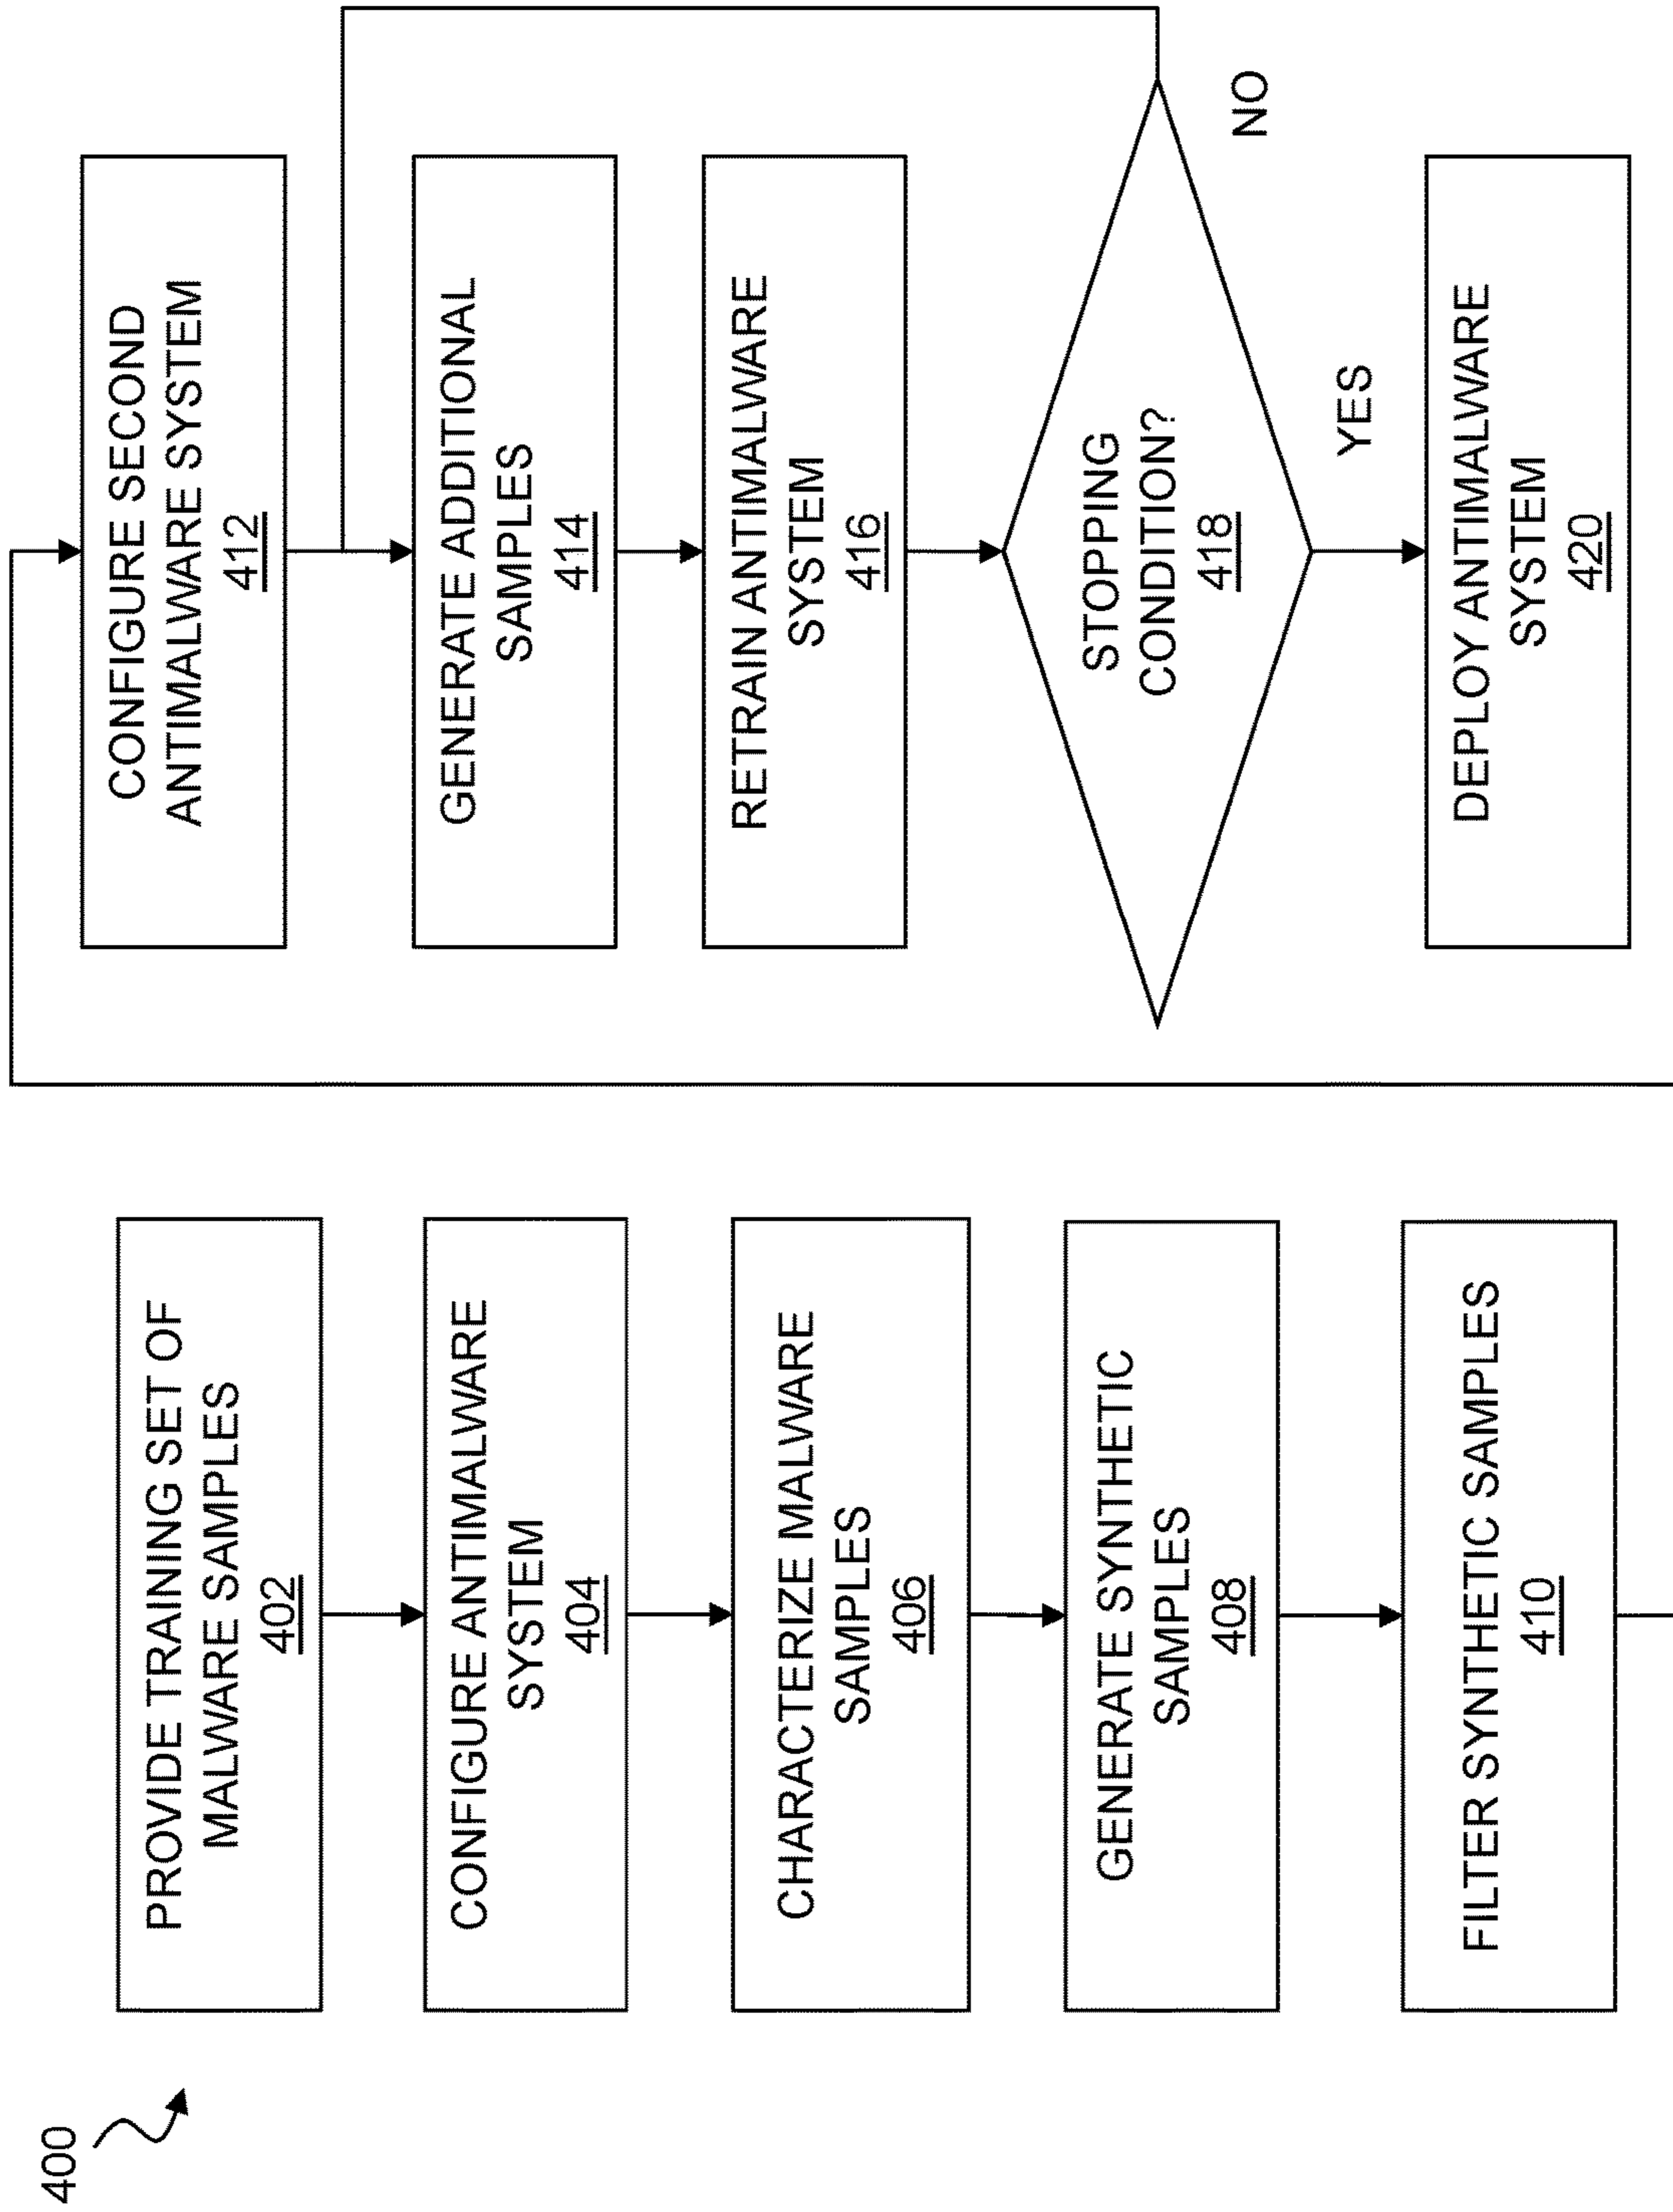 400
PROVIDE TRAINING SET OF
MALWARE SAMPLES
402
CONFIGURE ANTIMALWARE
SYSTEM
404
CHARACTERIZE MALWARE
SAMPLES
406
GENERATE SYNTHETIC
SAMPLES
408
FILTER SYNTHETIC SAMPLES
410
CONFIGURE SECOND
ANTIMALWARE SYSTEM
412
GENERATE ADDITIONAL
SAMPLES
414
RETRAIN ANTIMALWARE
SYSTEM
416
STOPPING
CONDITION?
418
NO
YES
DEPLOY ANTIMALWARE
SYSTEM
420